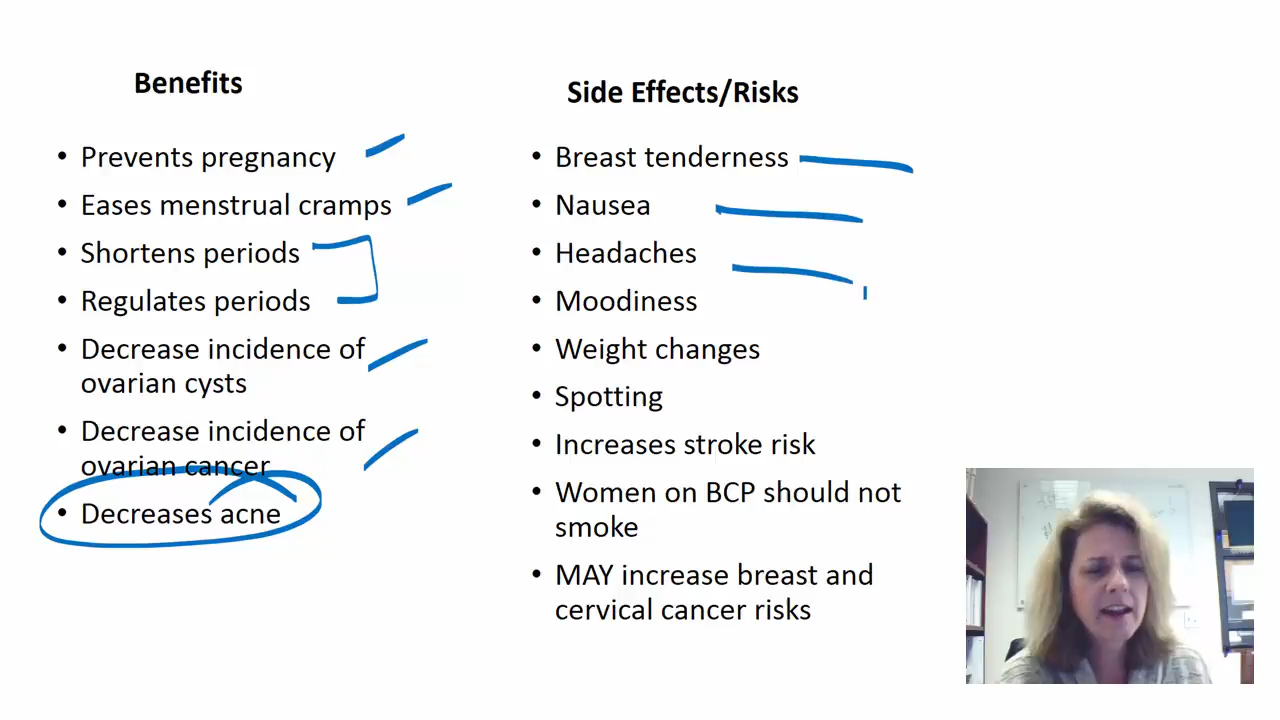 Benefits
• Prevents pregnancy
• Eases menstrual cramps
• Shortens periods
• Regulates periods
• Decrease incidence of
ovarian cysts
• Decrease incidence of
ovarian cancer
• Decreases acne
Side Effects/Risks
• Breast tenderness
• Nausea
• Headaches
• Moodiness
• Weight changes
• Spotting
• Increases stroke risk
• Women on BCP should not
smoke
• MAY increase breast and
cervical cancer risks